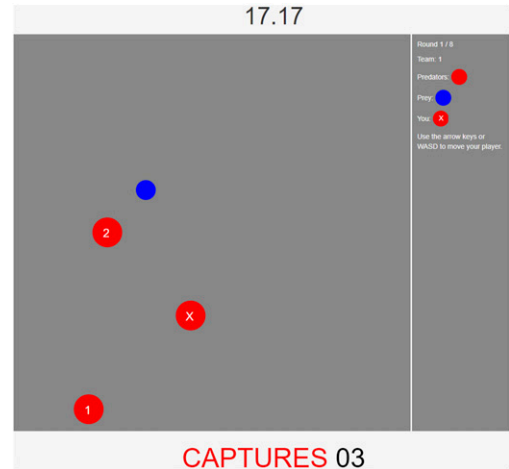 17.17
Round 1 / 8
Team: 1
Predators:
Prey:
You: X
Use the arrow keys or
WASD to move your player.
2
X
1
CAPTURES 03